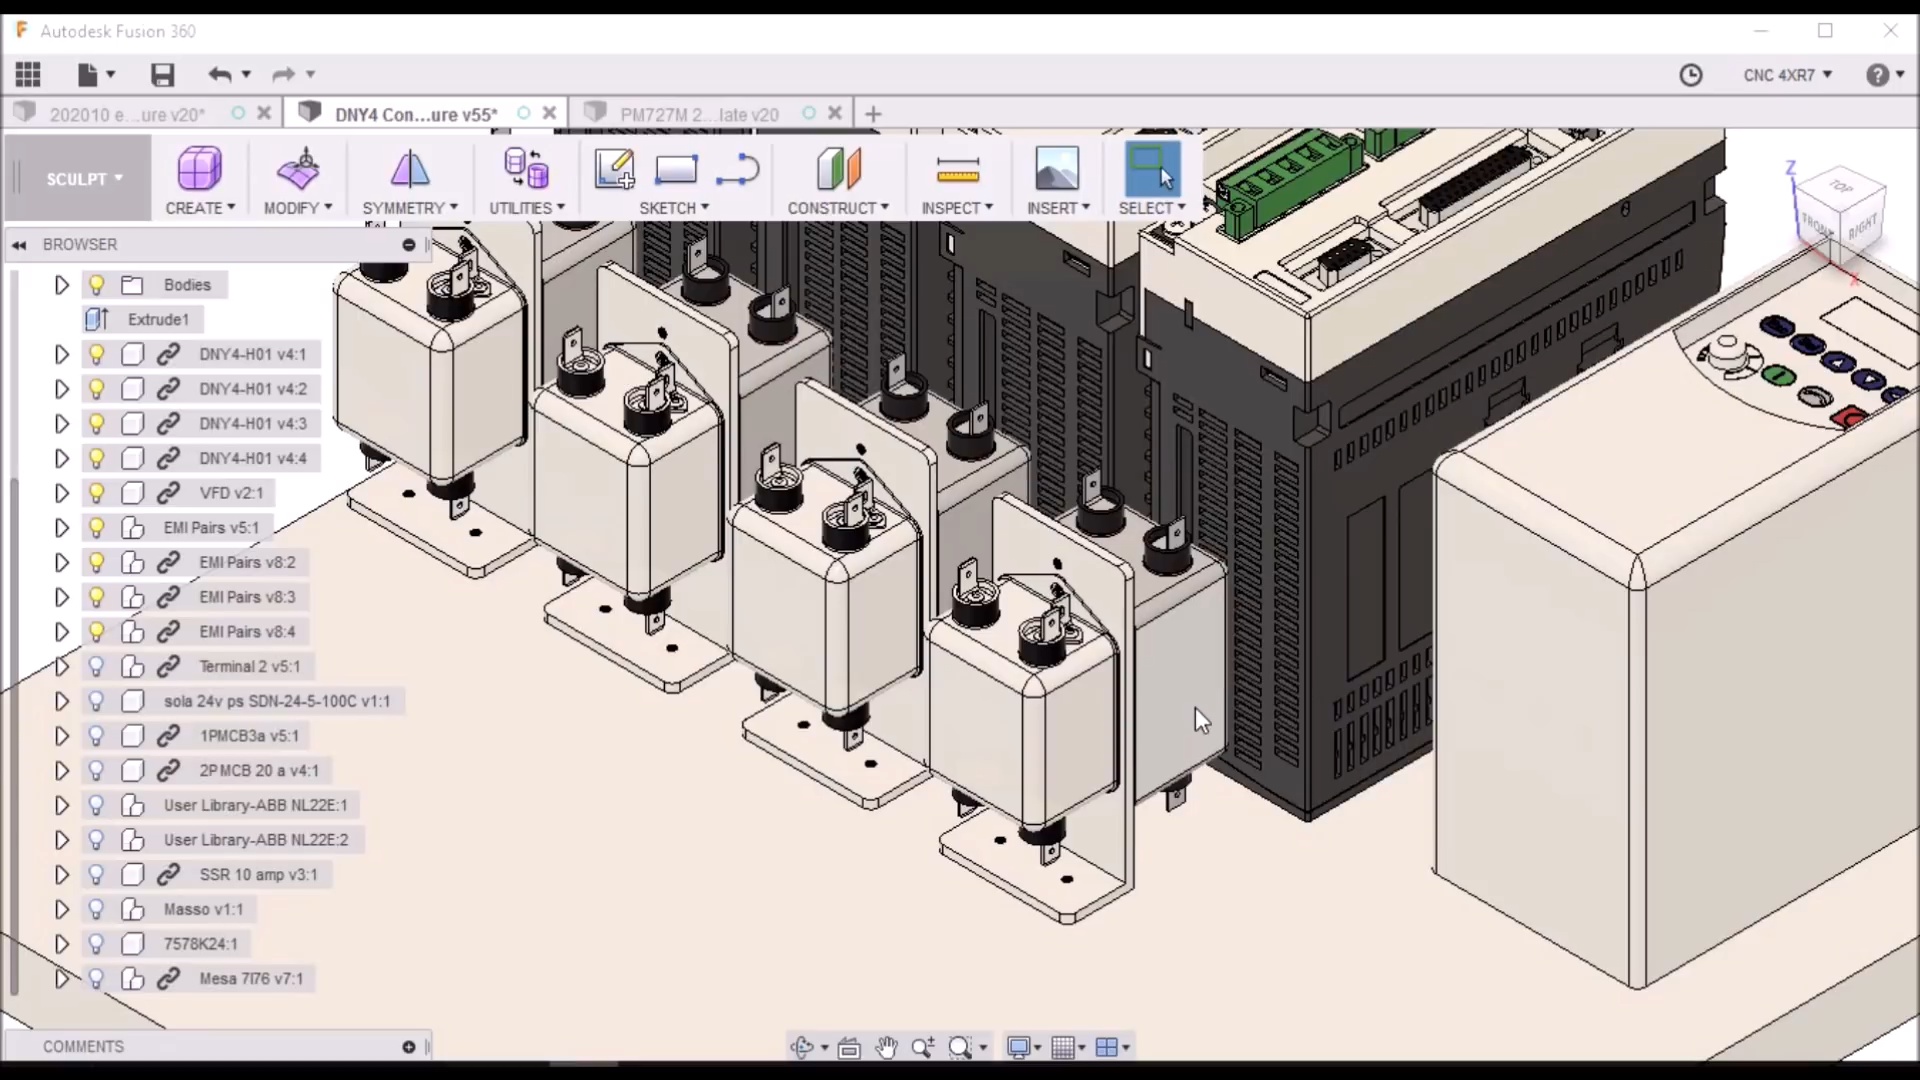 Autodesk Fusion 360
CNC 4XR7
202010 e...ure v20*
DNY4 Con...ure v55*
PM727M 2...late v20
SCULPT
CREATE
MODIFY
SYMMETRY
UTILITIES
SKETCH
CONSTRUCT
INSPECT
INSERT
SELECT
Z
TOP
FRONT
RIGHT
X
BROWSER
Bodies
Extrude1
DNY4-H01 v4:1
DNY4-H01 v4:2
DNY4-H01 v4:3
DNY4-H01 v4:4
VFD v2:1
EMI Pairs v5:1
EMI Pairs v8:2
EMI Pairs v8:3
EMI Pairs v8:4
Terminal 2 v5:1
sola 24v ps SDN-24-5-100C v1:1
1PMCB3a v5:1
2PMCB 20 a v4:1
User Library-ABB NL22E:1
User Library-ABB NL22E:2
SSR 10 amp v3:1
Masso v1:1
7578K24:1
Mesa 7I76 v7:1
COMMENTS